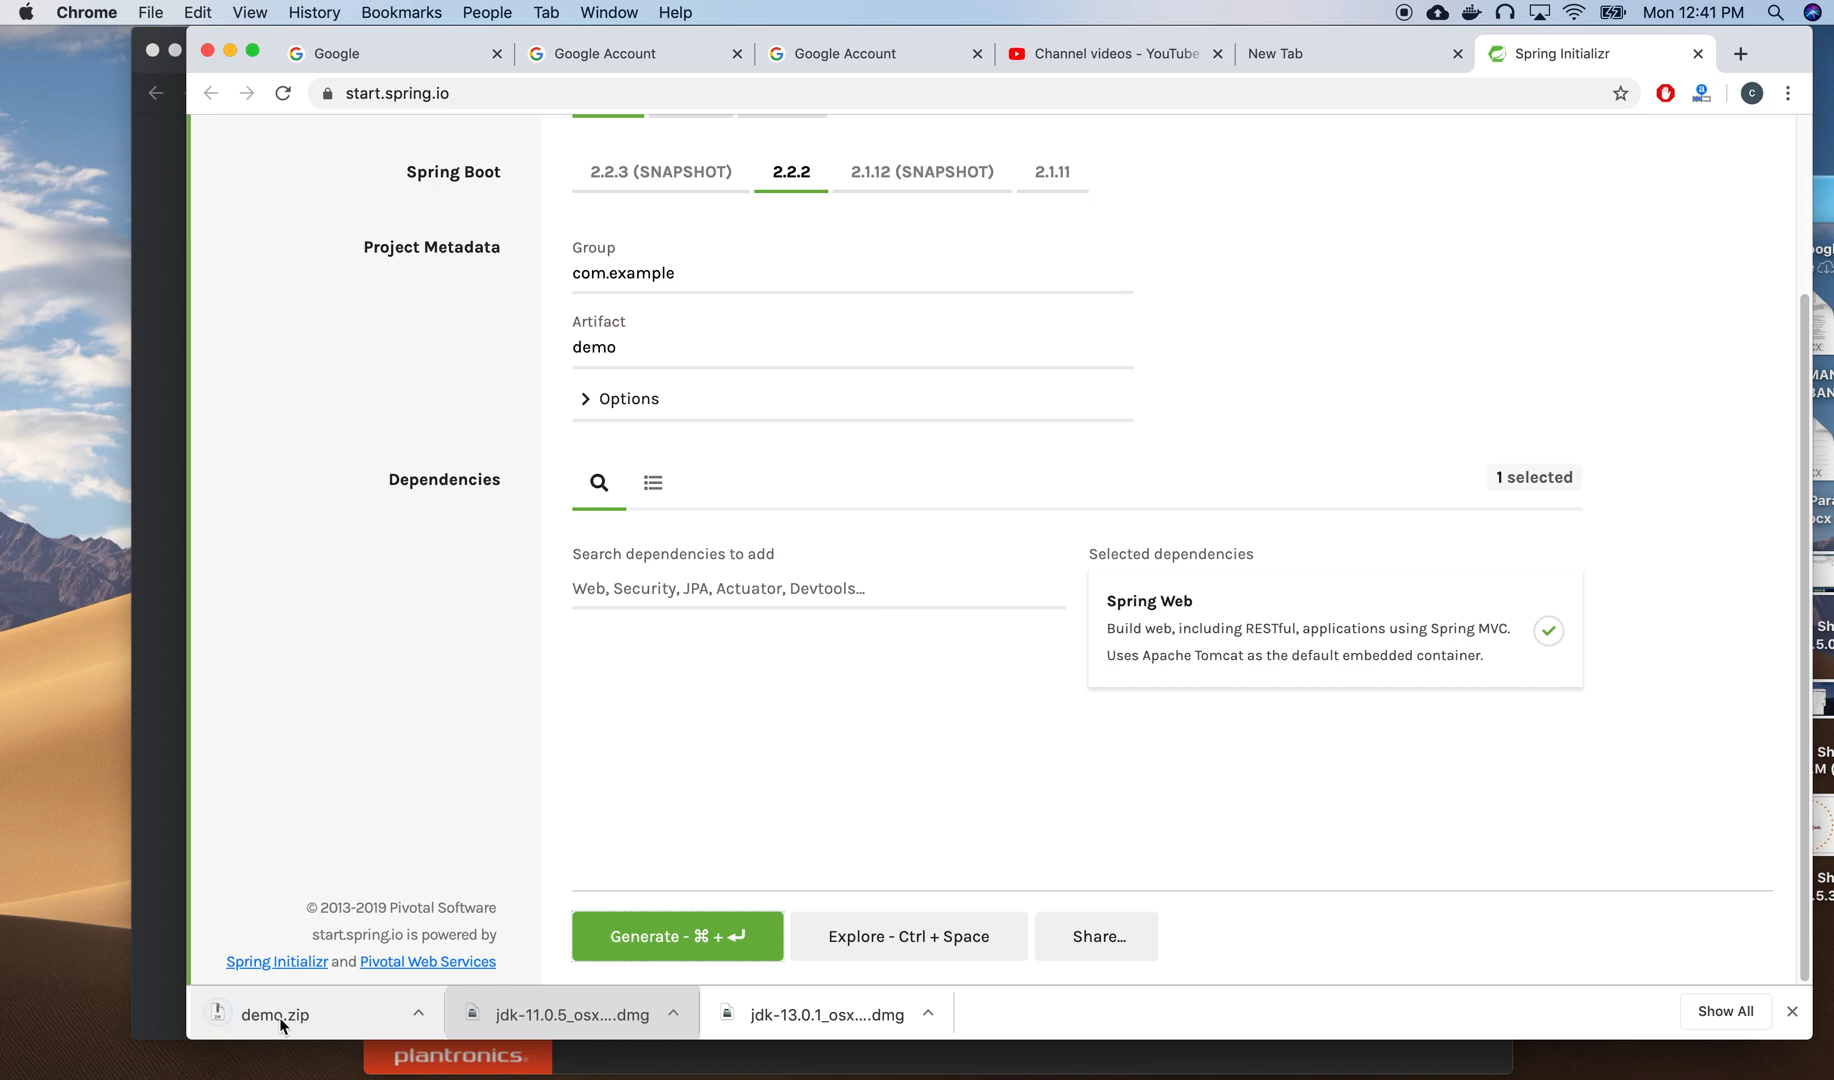 Chrome File Edit View History Bookmarks People Tab Window Help Mon 12:41 PM
Google Google Account Google Account Channel videos - YouTube New Tab Spring Initializr
start.spring.io C
Spring Boot 2.2.3 (SNAPSHOT) 2.2.2 2.1.12 (SNAPSHOT) 2.1.11
Project Metadata Group
com.example
Artifact
demo
Options
Dependencies 1 selected
Search dependencies to add Selected dependencies
Web, Security, JPA, Actuator, Devtools...
Spring Web
Build web, including RESTful, applications using Spring MVC.
Uses Apache Tomcat as the default embedded container.
© 2013-2019 Pivotal Software
start.spring.io is powered by
Spring Initializr and Pivotal Web Services
Generate - ⌘ + ↵ Explore - Ctrl + Space Share...
demo.zip jdk-11.0.5_osx....dmg jdk-13.0.1_osx....dmg Show All
plantronics.